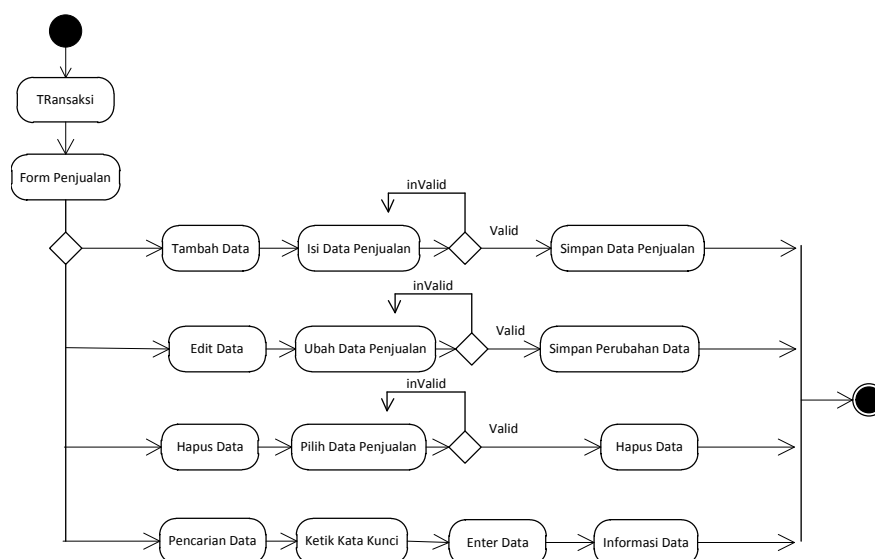 TRansaksi
Form Penjualan
inValid
Tambah Data
Isi Data Penjualan
Valid
Simpan Data Penjualan
inValid
Edit Data
Ubah Data Penjualan
Valid
Simpan Perubahan Data
inValid
Hapus Data
Pilih Data Penjualan
Valid
Hapus Data
Pencarian Data
Ketik Kata Kunci
Enter Data
Informasi Data